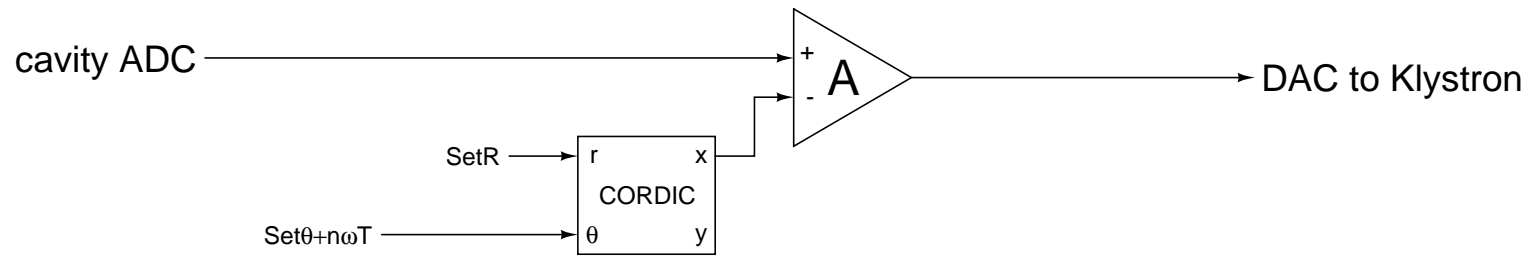 cavity ADC
+
A
-
DAC to Klystron
SetR
r
x
CORDIC
Setθ+nωT
θ
y